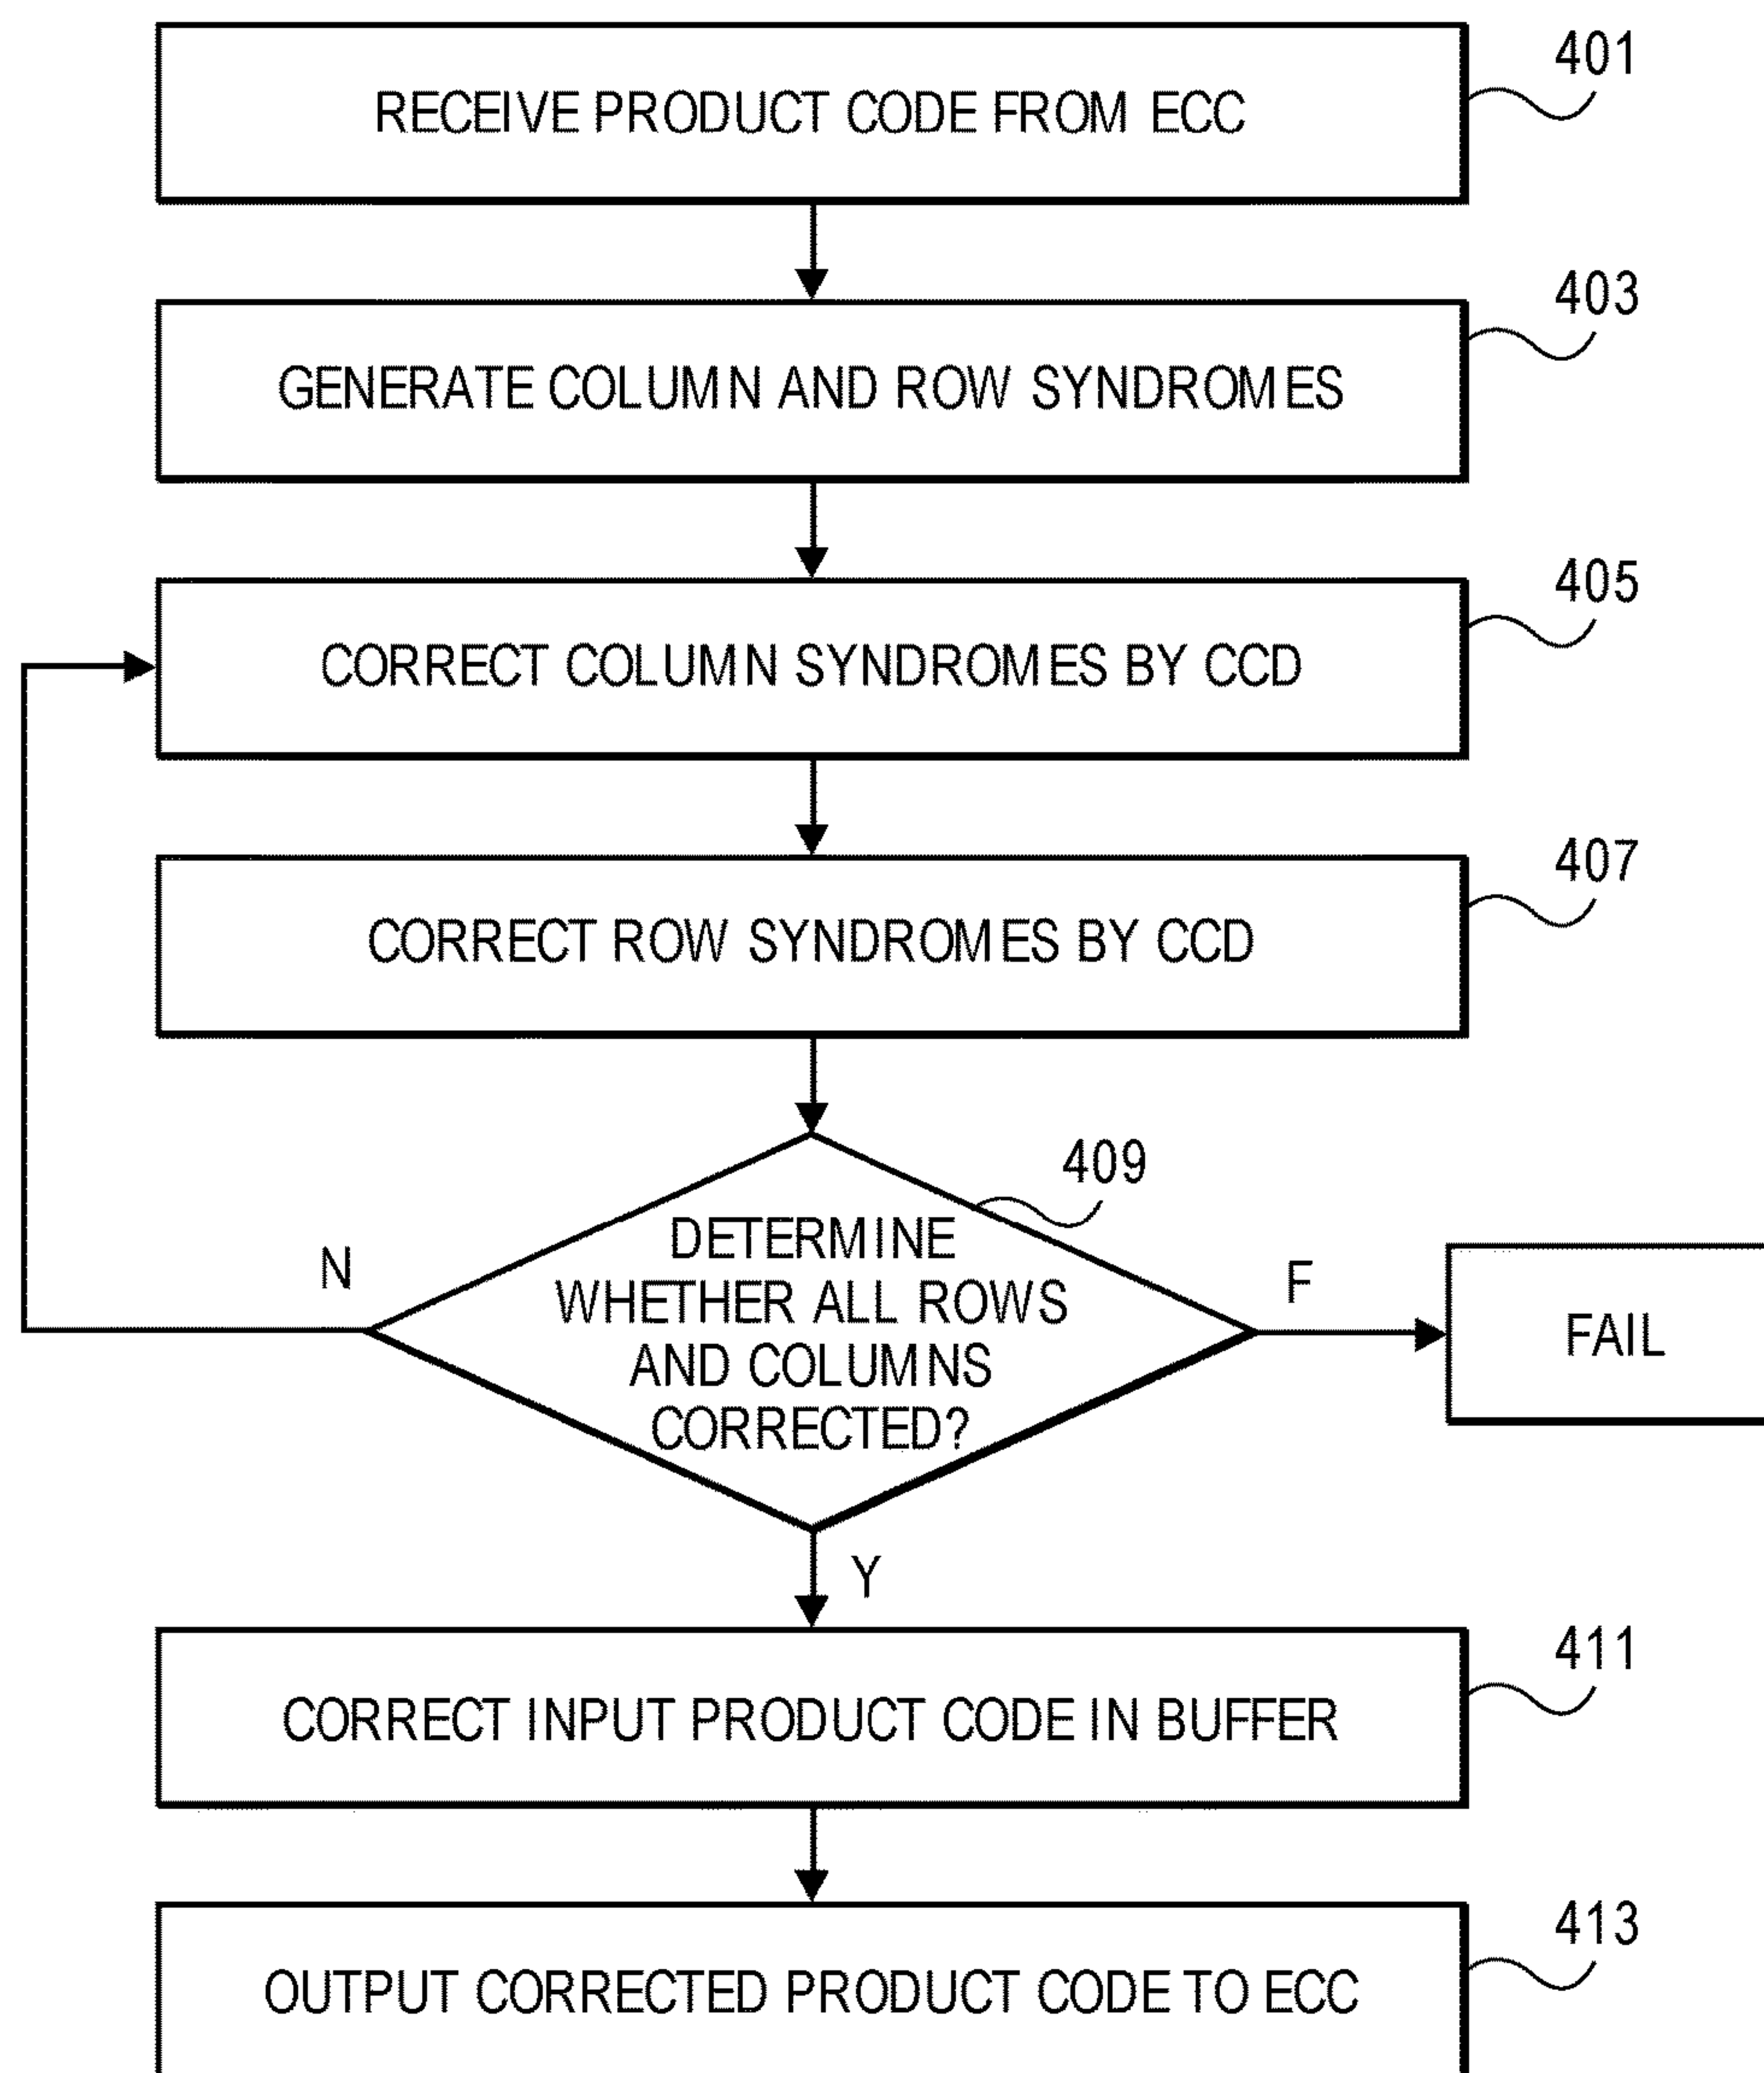 RECEIVE PRODUCT CODE FROM ECC
401
GENERATE COLUMN AND ROW SYNDROMES
403
CORRECT COLUMN SYNDROMES BY CCD
405
CORRECT ROW SYNDROMES BY CCD
407
409
DETERMINE
WHETHER ALL ROWS
AND COLUMNS
CORRECTED?
N
F
FAIL
Y
CORRECT INPUT PRODUCT CODE IN BUFFER
411
OUTPUT CORRECTED PRODUCT CODE TO ECC
413